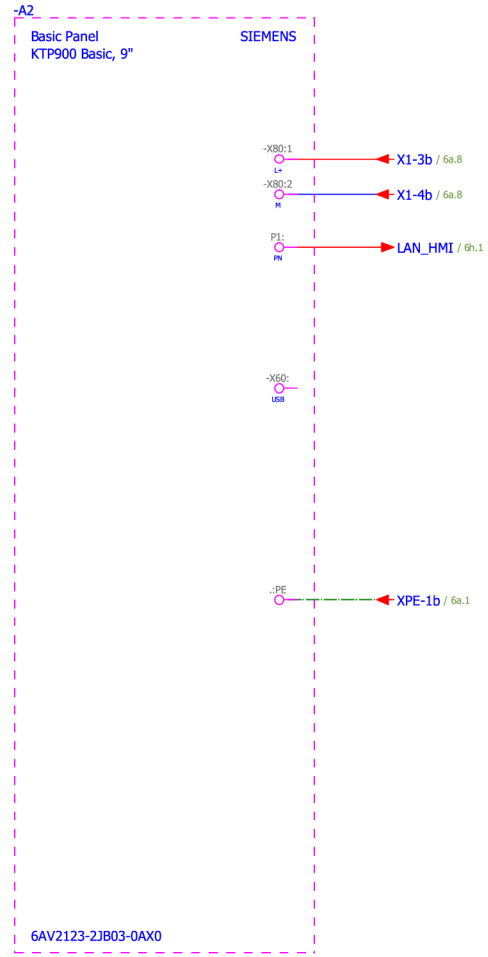 -A2
Basic Panel SIEMENS
KTP900 Basic, 9"
-X80:1
L+
X1-3b / 6a.8
-X80:2
M
X1-4b / 6a.8
P1:
PN
LAN_HMI / 6h.1
-X60:
USB
.:PE
XPE-1b / 6a.1
6AV2123-2JB03-0AX0